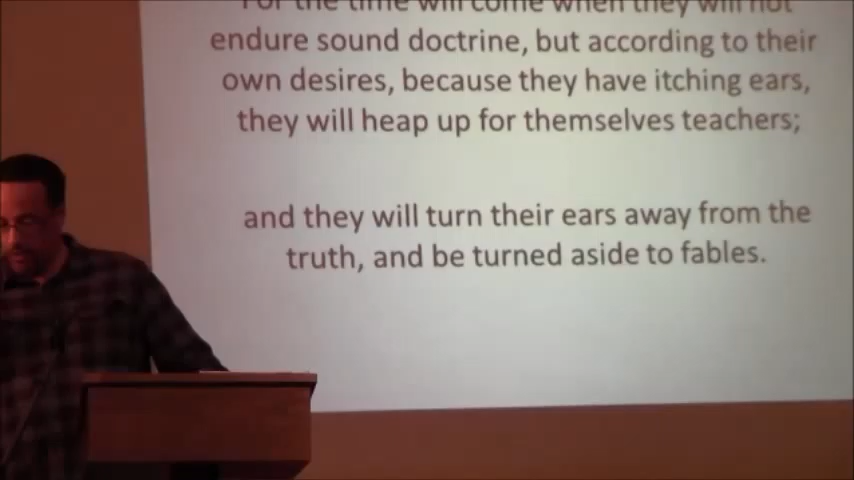 For the time will come when they will not
endure sound doctrine, but according to their
own desires, because they have itching ears,
they will heap up for themselves teachers;
and they will turn their ears away from the
truth, and be turned aside to fables.